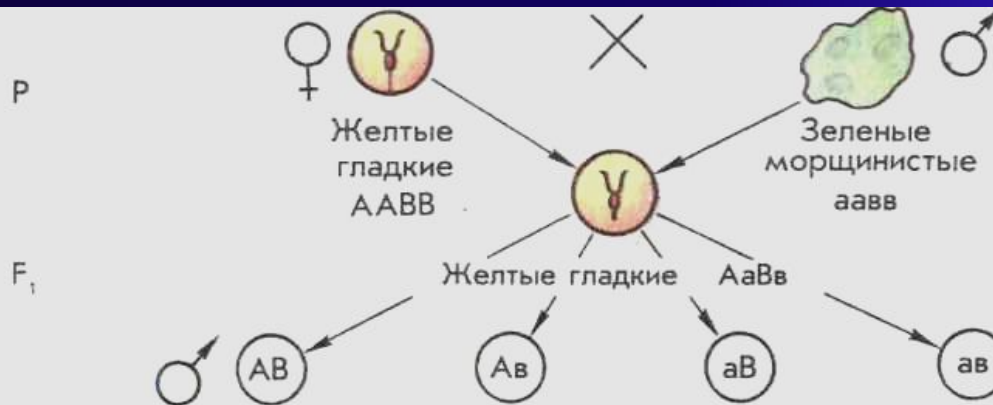 P
Желтые
гладкие
ААВВ
Зеленые
морщинистые
аавв
F₁
Желтые гладкие АаВв
АВ
Ав
аВ
ав